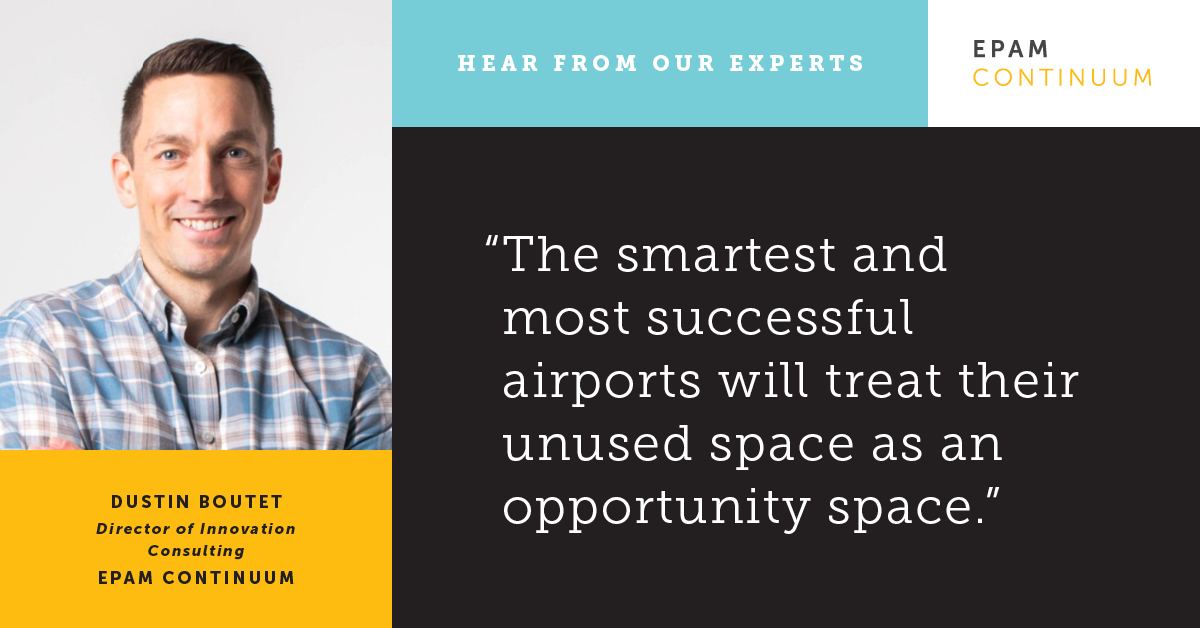 HEAR FROM OUR EXPERTS
EPAM
CONTINUUM
“The smartest and
most successful
airports will treat their
unused space as an
opportunity space.”
DUSTIN BOUTET
Director of Innovation
Consulting
EPAM CONTINUUM